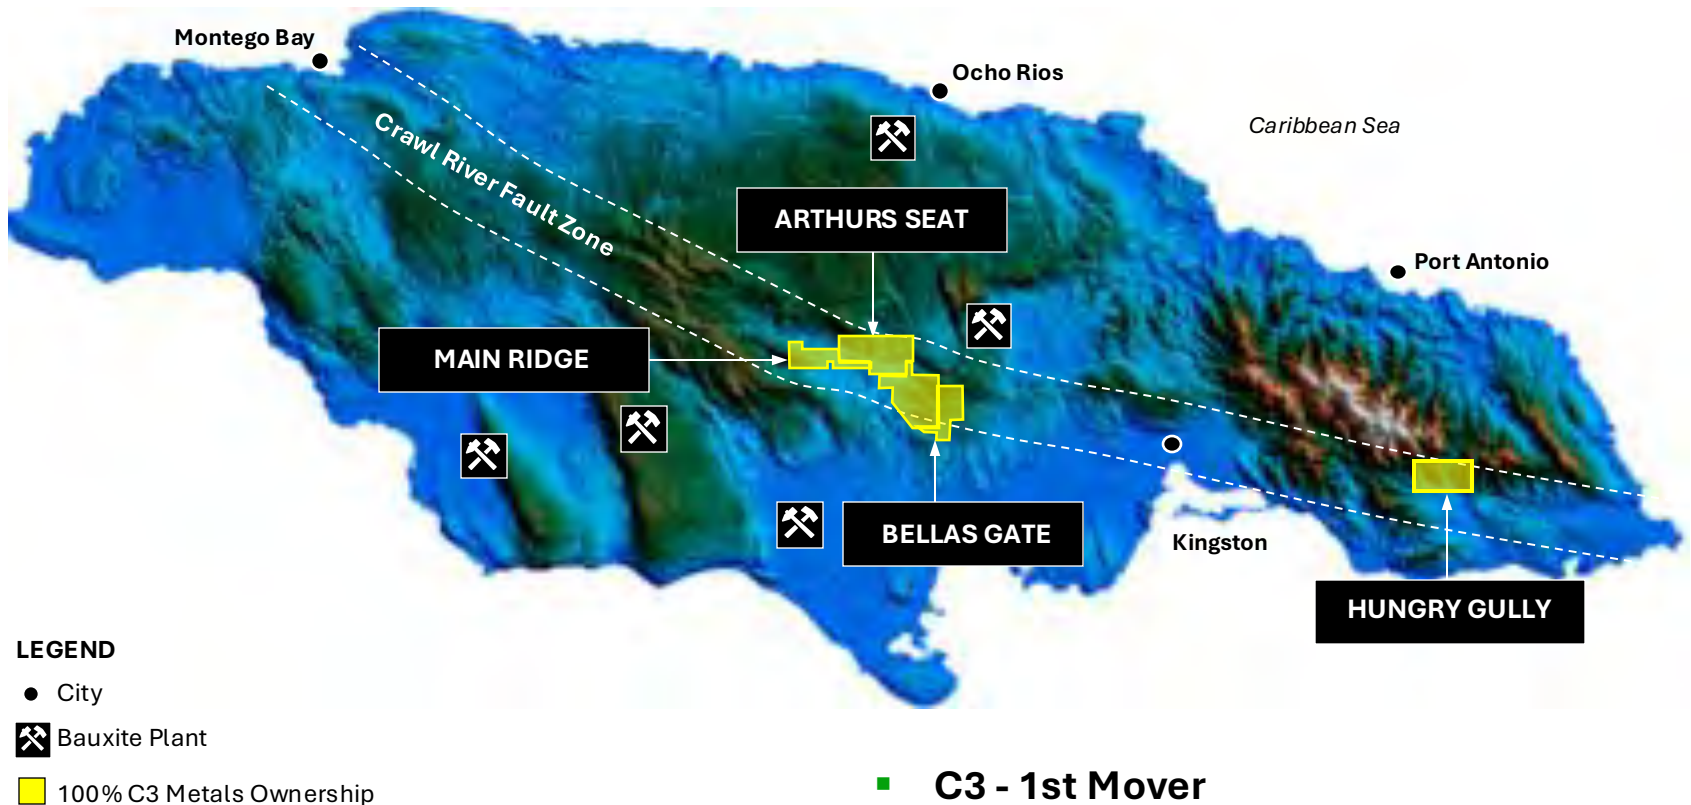 Montego Bay
Ocho Rios
Caribbean Sea
Crawl River Fault Zone
ARTHURS SEAT
Port Antonio
MAIN RIDGE
BELLAS GATE
Kingston
HUNGRY GULLY
LEGEND
City
Bauxite Plant
100% C3 Metals Ownership
C3 - 1st Mover